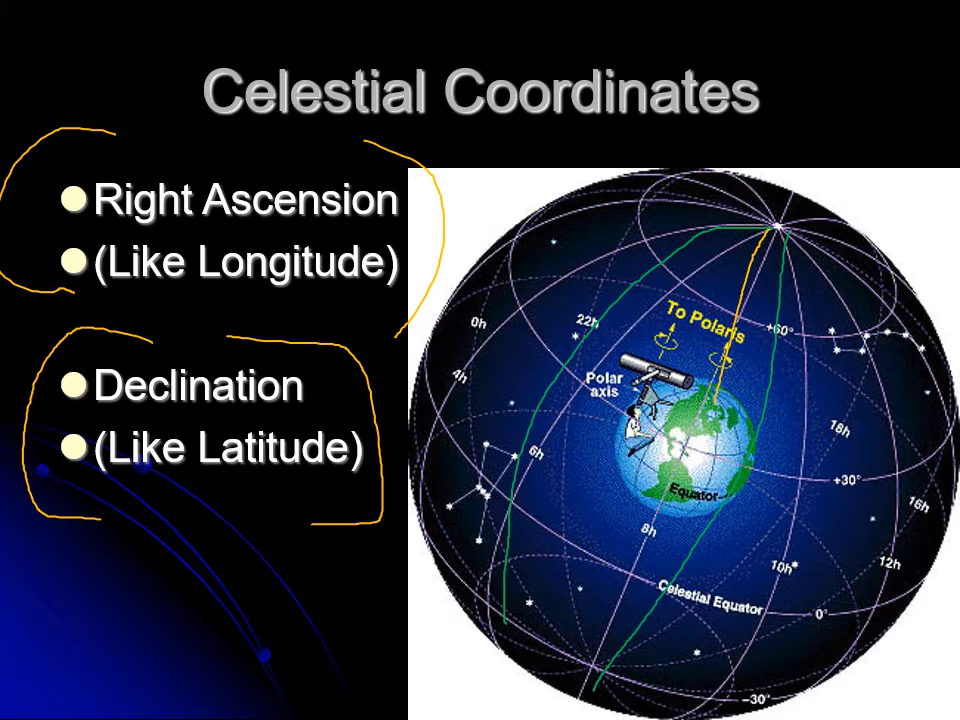 Celestial Coordinates
Right Ascension
(Like Longitude)
Declination
(Like Latitude)
To Polaris
+60°
0h
22h
Polar
axis
4h
18h
6h
+30°
Equator
16h
8h
10h
12h
Celestial Equator
0°
-30°